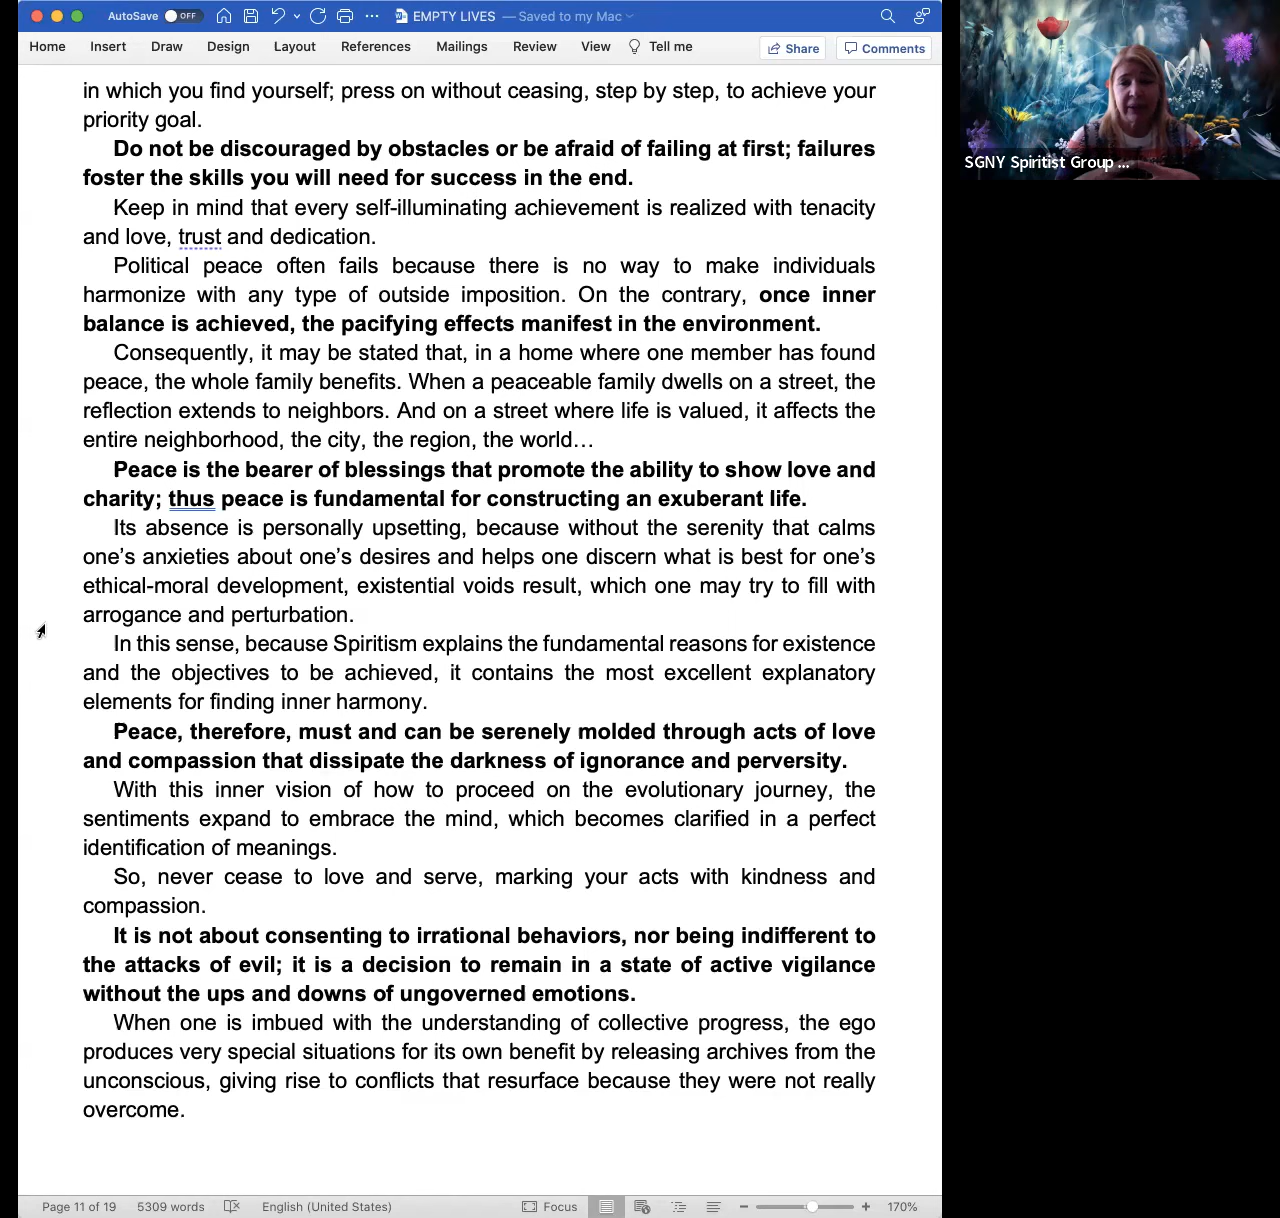 AutoSave OFF EMPTY LIVES — Saved to my Mac
Home Insert Draw Design Layout References Mailings Review View Tell me Share Comments
in which you find yourself; press on without ceasing, step by step, to achieve your
priority goal.
Do not be discouraged by obstacles or be afraid of failing at first; failures
foster the skills you will need for success in the end.
Keep in mind that every self-illuminating achievement is realized with tenacity
and love, trust and dedication.
Political peace often fails because there is no way to make individuals
harmonize with any type of outside imposition. On the contrary, once inner
balance is achieved, the pacifying effects manifest in the environment.
Consequently, it may be stated that, in a home where one member has found
peace, the whole family benefits. When a peaceable family dwells on a street, the
reflection extends to neighbors. And on a street where life is valued, it affects the
entire neighborhood, the city, the region, the world…
Peace is the bearer of blessings that promote the ability to show love and
charity; thus peace is fundamental for constructing an exuberant life.
Its absence is personally upsetting, because without the serenity that calms
one’s anxieties about one’s desires and helps one discern what is best for one’s
ethical-moral development, existential voids result, which one may try to fill with
arrogance and perturbation.
In this sense, because Spiritism explains the fundamental reasons for existence
and the objectives to be achieved, it contains the most excellent explanatory
elements for finding inner harmony.
Peace, therefore, must and can be serenely molded through acts of love
and compassion that dissipate the darkness of ignorance and perversity.
With this inner vision of how to proceed on the evolutionary journey, the
sentiments expand to embrace the mind, which becomes clarified in a perfect
identification of meanings.
So, never cease to love and serve, marking your acts with kindness and
compassion.
It is not about consenting to irrational behaviors, nor being indifferent to
the attacks of evil; it is a decision to remain in a state of active vigilance
without the ups and downs of ungoverned emotions.
When one is imbued with the understanding of collective progress, the ego
produces very special situations for its own benefit by releasing archives from the
unconscious, giving rise to conflicts that resurface because they were not really
overcome.
Page 11 of 19 5309 words English (United States) Focus 170%
SGNY Spiritist Group ...